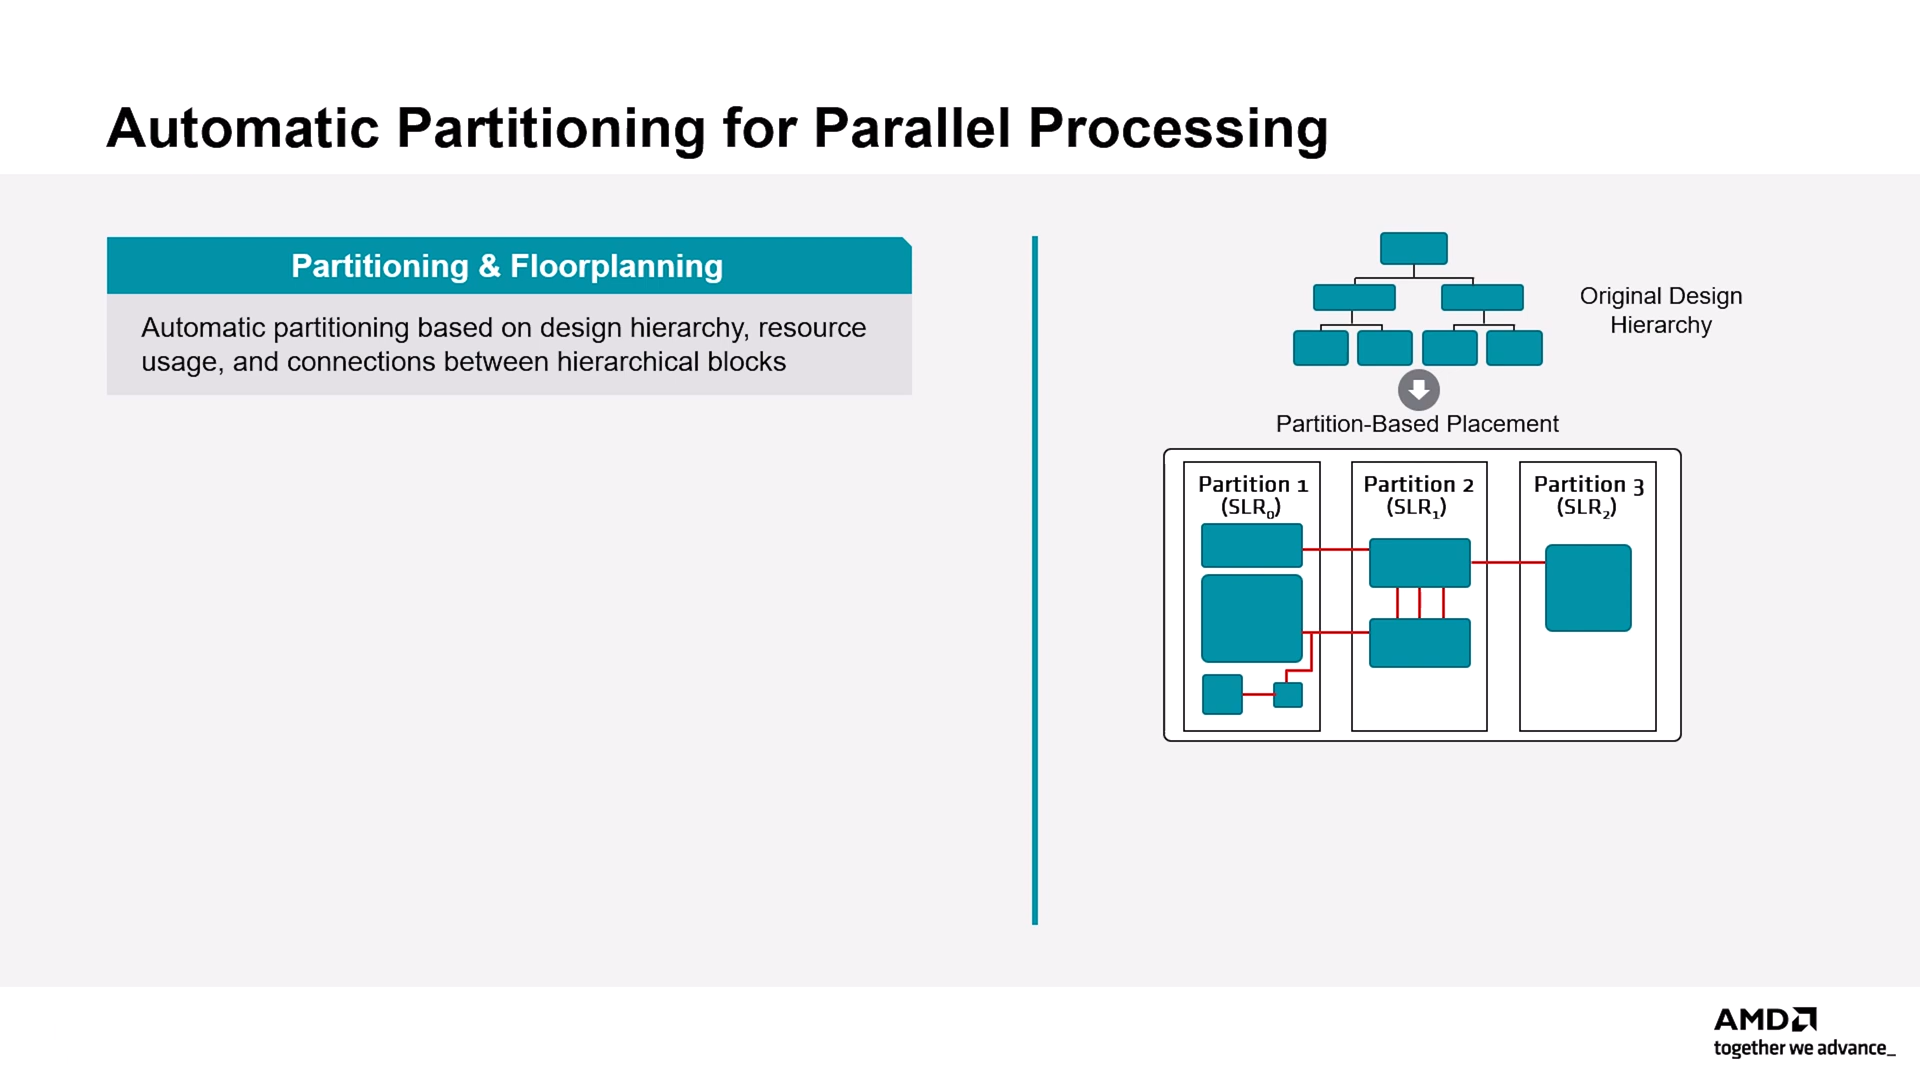 Automatic Partitioning for Parallel Processing
Partitioning & Floorplanning
Automatic partitioning based on design hierarchy, resource
usage, and connections between hierarchical blocks
Original Design
Hierarchy
Partition-Based Placement
Partition 1
(SLR₀)
Partition 2
(SLR₁)
Partition 3
(SLR₂)
AMD
together we advance_